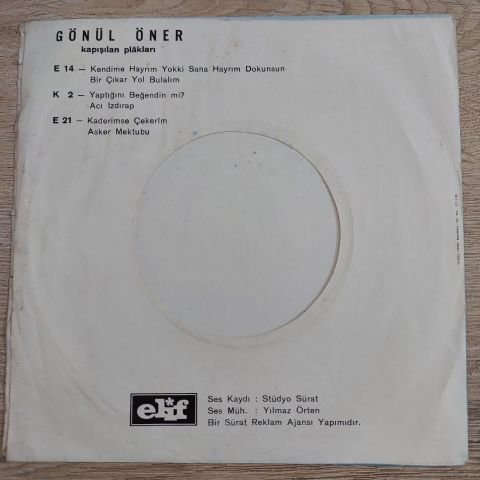 GÖNÜL ÖNER
kapışılan plâkları
E 14 — Kendime Hayrım Yokki Sana Hayrım Dokunsun
Bir Çıkar Yol Bulalım
K 2 — Yaptığını Beğendin mi?
Acı Izdırap
E 21 — Kaderimse Çekerim
Asker Mektubu
elif
Ses Kaydı : Stüdyo Sürat
Ses Müh. : Yılmaz Örten
Bir Sürat Reklam Ajansı Yapımıdır.